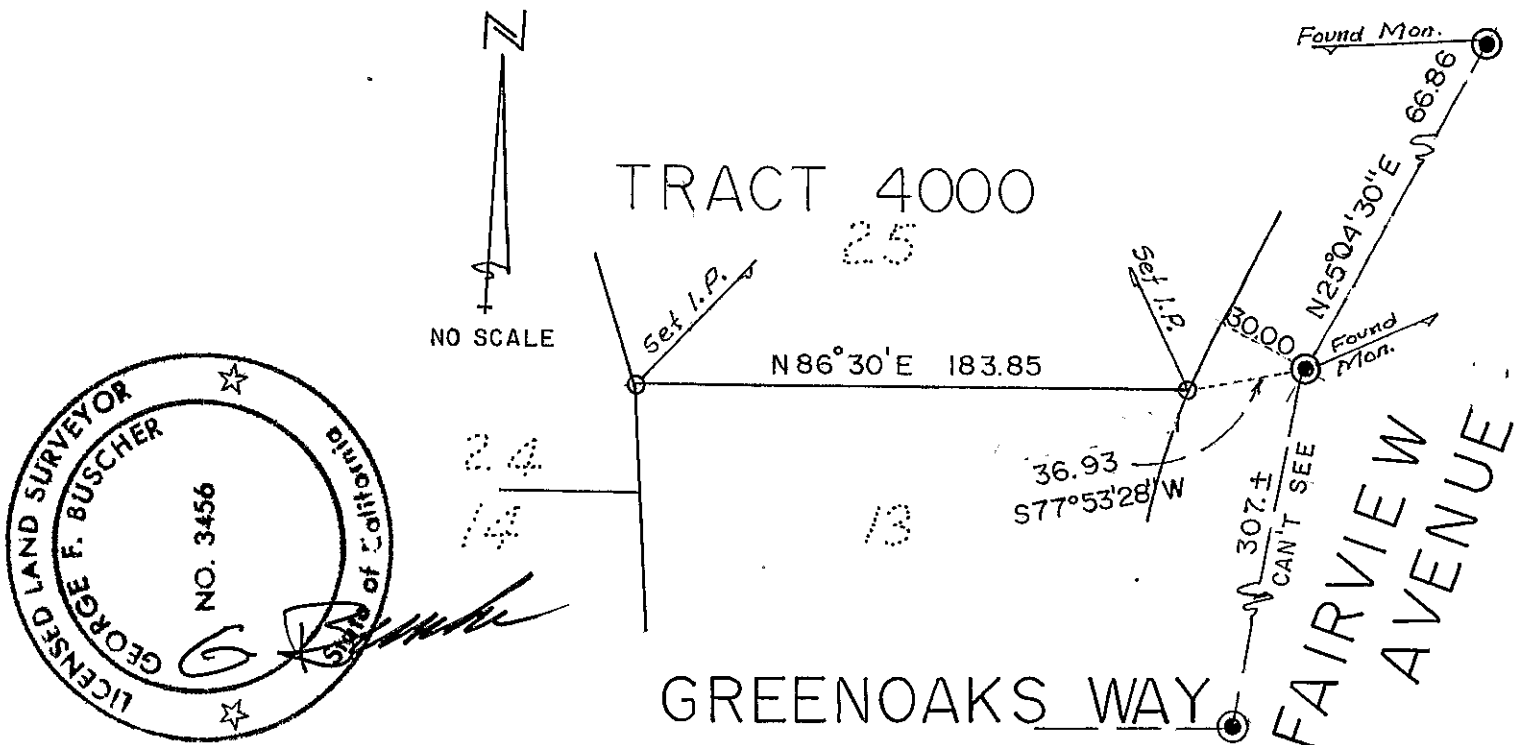 N
Found Mon.
66.86
N25°04'30"E
TRACT 4000
25
Set I.P.
Set I.P.
NO SCALE
30.00
Found
Mon.
N 86°30' E 183.85
24
14
13
36.93
S77°53'28" W
307.±
CAN'T SEE
FAIRVIEW
AVENUE
GREENOAKS WAY
LICENSED LAND SURVEYOR
GEORGE F. BUSCHER
NO. 3456
State of California